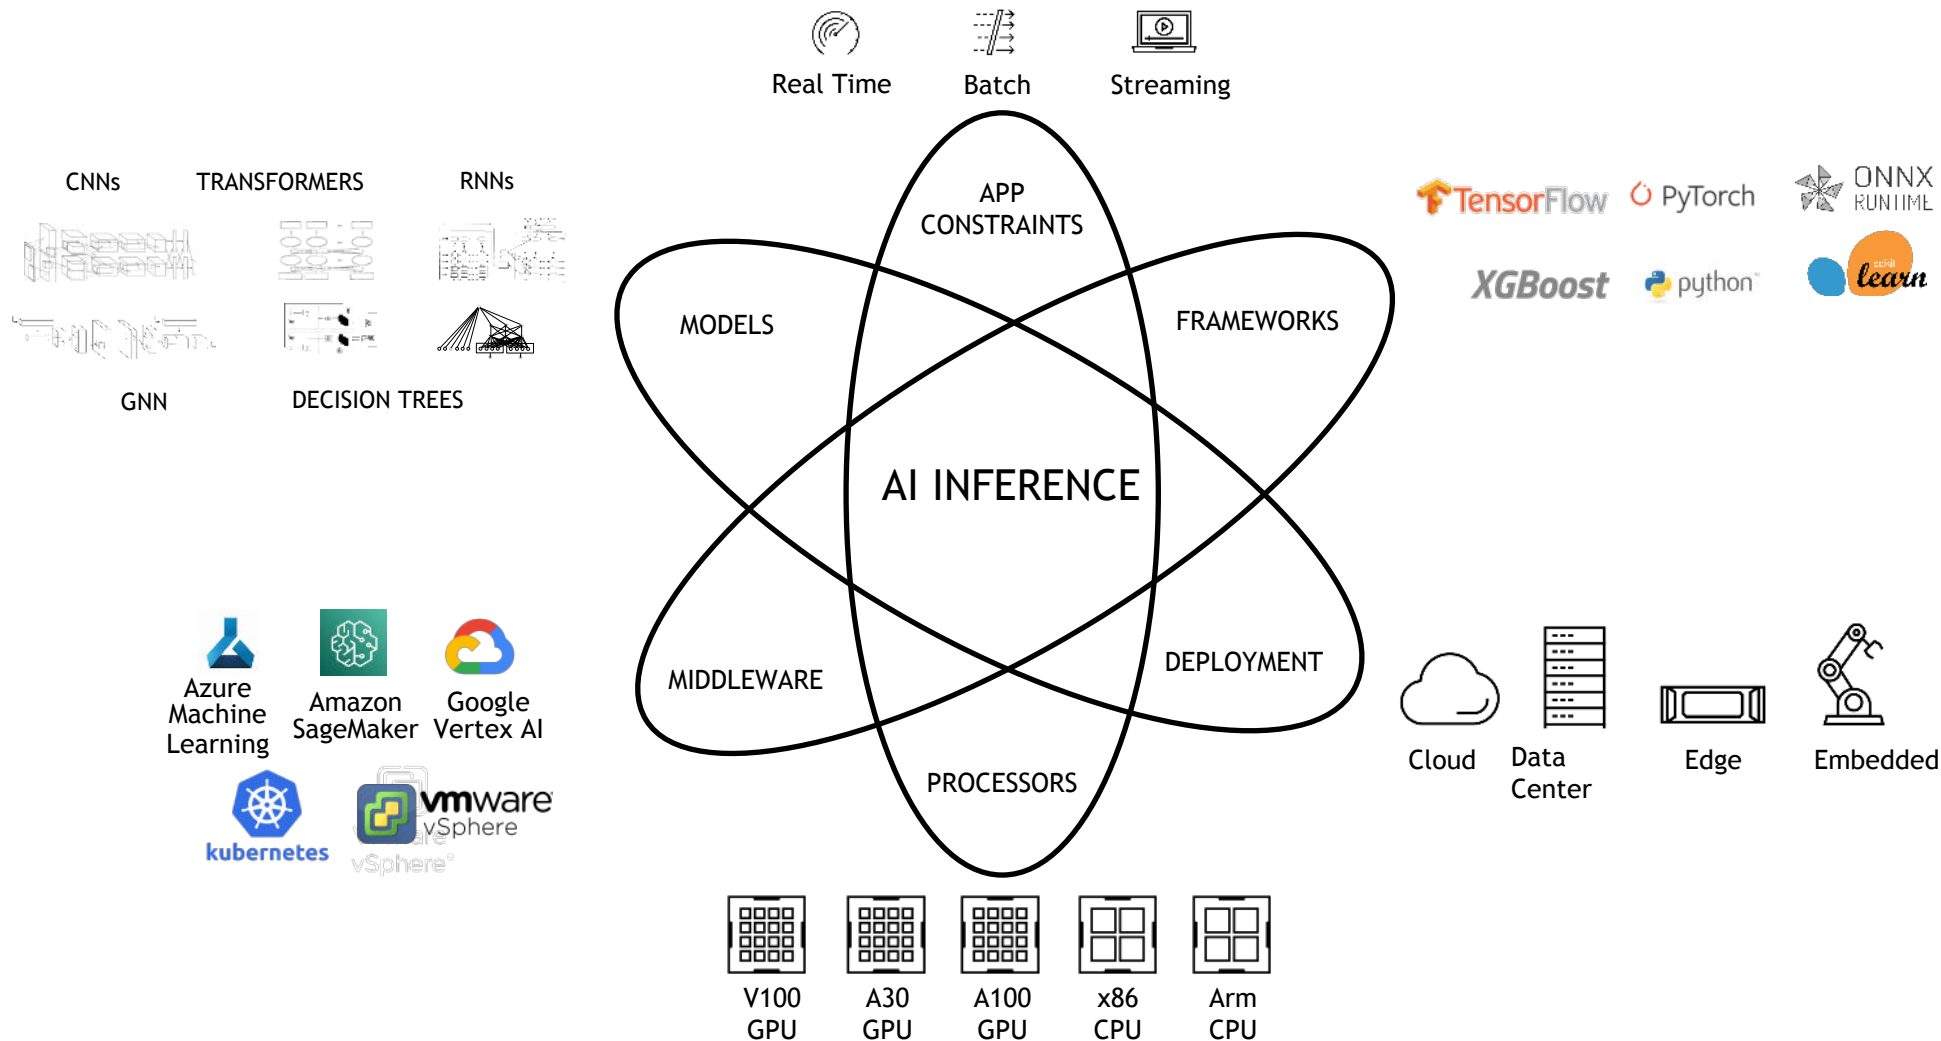 Real Time
Batch
Streaming
CNNs
TRANSFORMERS
RNNs
GNN
DECISION TREES
APP
CONSTRAINTS
MODELS
FRAMEWORKS
TensorFlow
PyTorch
ONNX
RUNTIME
XGBoost
python
scikit
learn
AI INFERENCE
MIDDLEWARE
DEPLOYMENT
PROCESSORS
Azure
Machine
Learning
Amazon
SageMaker
Google
Vertex AI
kubernetes
vmware
vSphere
vSphere®
Cloud
Data
Center
Edge
Embedded
V100
GPU
A30
GPU
A100
GPU
x86
CPU
Arm
CPU